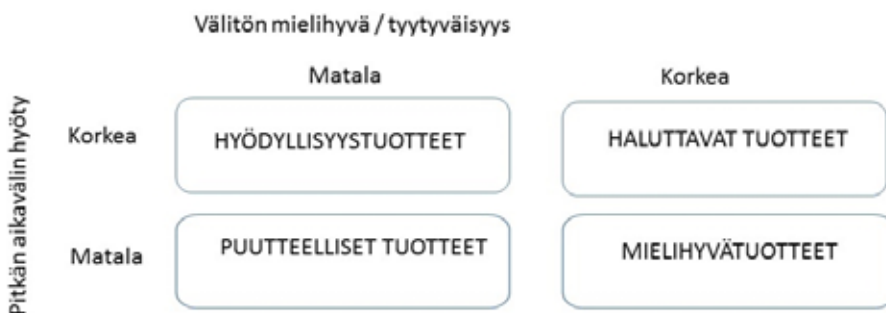 Välitön mielihyvä / tyytyväisyys
Matala
Korkea
Pitkän aikavälin hyöty
Korkea
HYÖDYLLISYYSTUOTTEET
HALUTTAVAT TUOTTEET
Matala
PUUTTEELLISET TUOTTEET
MIELIHYVÄTUOTTEET